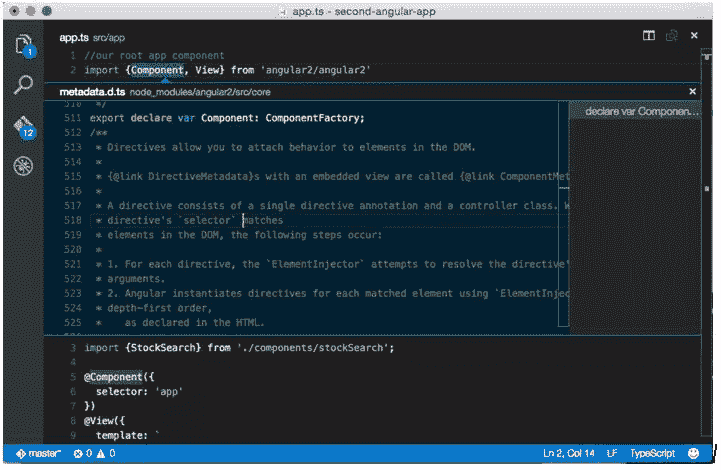 app.ts - second-angular-app
app.ts src/app
1 //our root app component
2 import {Component, View} from 'angular2/angular2'
metadata.d.ts node_modules/angular2/src/core
510 */
declare var Componen...
511 export declare var Component: ComponentFactory;
512 /**
513 * Directives allow you to attach behavior to elements in the DOM.
514 *
515 * {@link DirectiveMetadata}s with an embedded view are called {@link ComponentMet
516 *
517 * A directive consists of a single directive annotation and a controller class. W
518 * directive's `selector` matches
519 * elements in the DOM, the following steps occur:
520 *
521 * 1. For each directive, the `ElementInjector` attempts to resolve the directive'
522 * arguments.
523 * 2. Angular instantiates directives for each matched element using `ElementInjec
524 * depth-first order,
525 * as declared in the HTML.
3 import {StockSearch} from './components/stockSearch';
4
5 @Component({
6 selector: 'app'
7 })
8 @View({
9 template: `
1
12
master* 0 0 Ln 2, Col 14 LF TypeScript